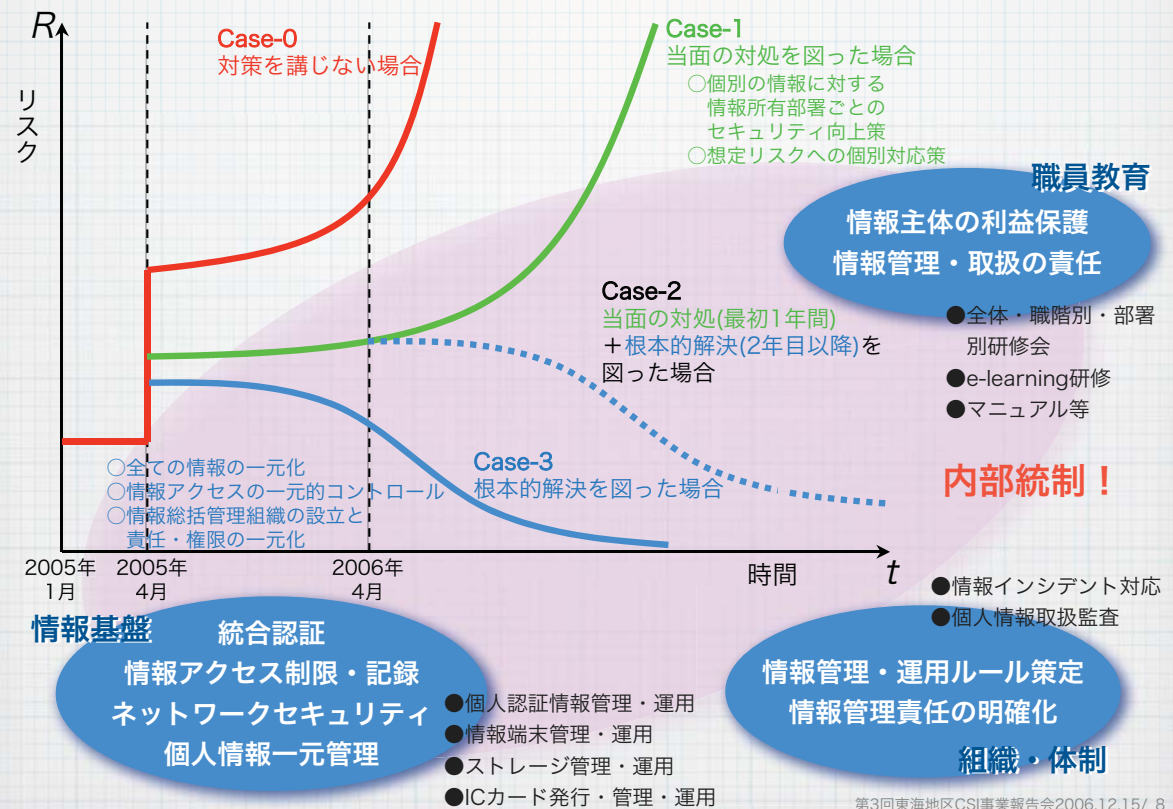 R
リスク
Case-0
対策を講じない場合
Case-1
当面の対処を図った場合
○個別の情報に対する
情報所有部署ごとの
セキュリティ向上策
○想定リスクへの個別対応策
職員教育
情報主体の利益保護
情報管理・取扱の責任
●全体・職階別・部署
別研修会
●e-learning研修
●マニュアル等
Case-2
当面の対処(最初1年間)
＋根本的解決(2年目以降)を
図った場合
Case-3
根本的解決を図った場合
○全ての情報の一元化
○情報アクセスの一元的コントロール
○情報総括管理組織の設立と
責任・権限の一元化
内部統制！
2005年
1月
2005年
4月
2006年
4月
時間
t
情報基盤
統合認証
情報アクセス制限・記録
ネットワークセキュリティ
個人情報一元管理
●個人認証情報管理・運用
●情報端末管理・運用
●ストレージ管理・運用
●ICカード発行・管理・運用
●情報インシデント対応
●個人情報取扱監査
情報管理・運用ルール策定
情報管理責任の明確化
組織・体制
第3回東海地区CSI事業報告会2006.12.15/